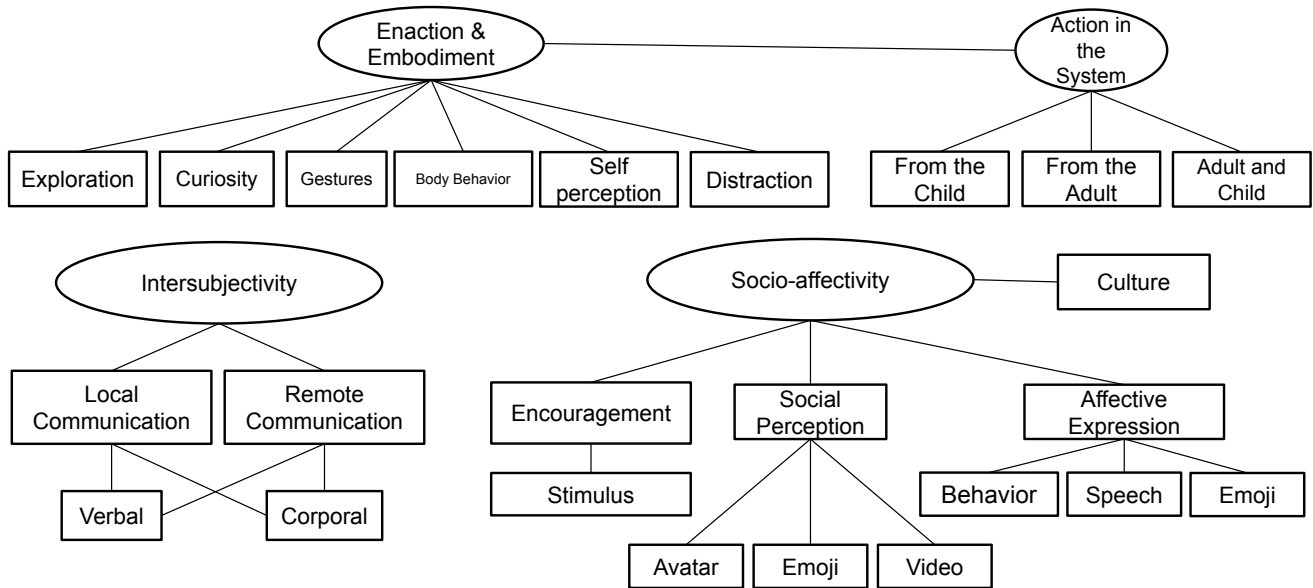 Enaction &
Embodiment
Action in
the
System
Exploration
Curiosity
Gestures
Body Behavior
Self
perception
Distraction
From the
Child
From the
Adult
Adult and
Child
Intersubjectivity
Socio-affectivity
Culture
Local
Communication
Remote
Communication
Encouragement
Social
Perception
Affective
Expression
Stimulus
Behavior
Speech
Emoji
Verbal
Corporal
Avatar
Emoji
Video